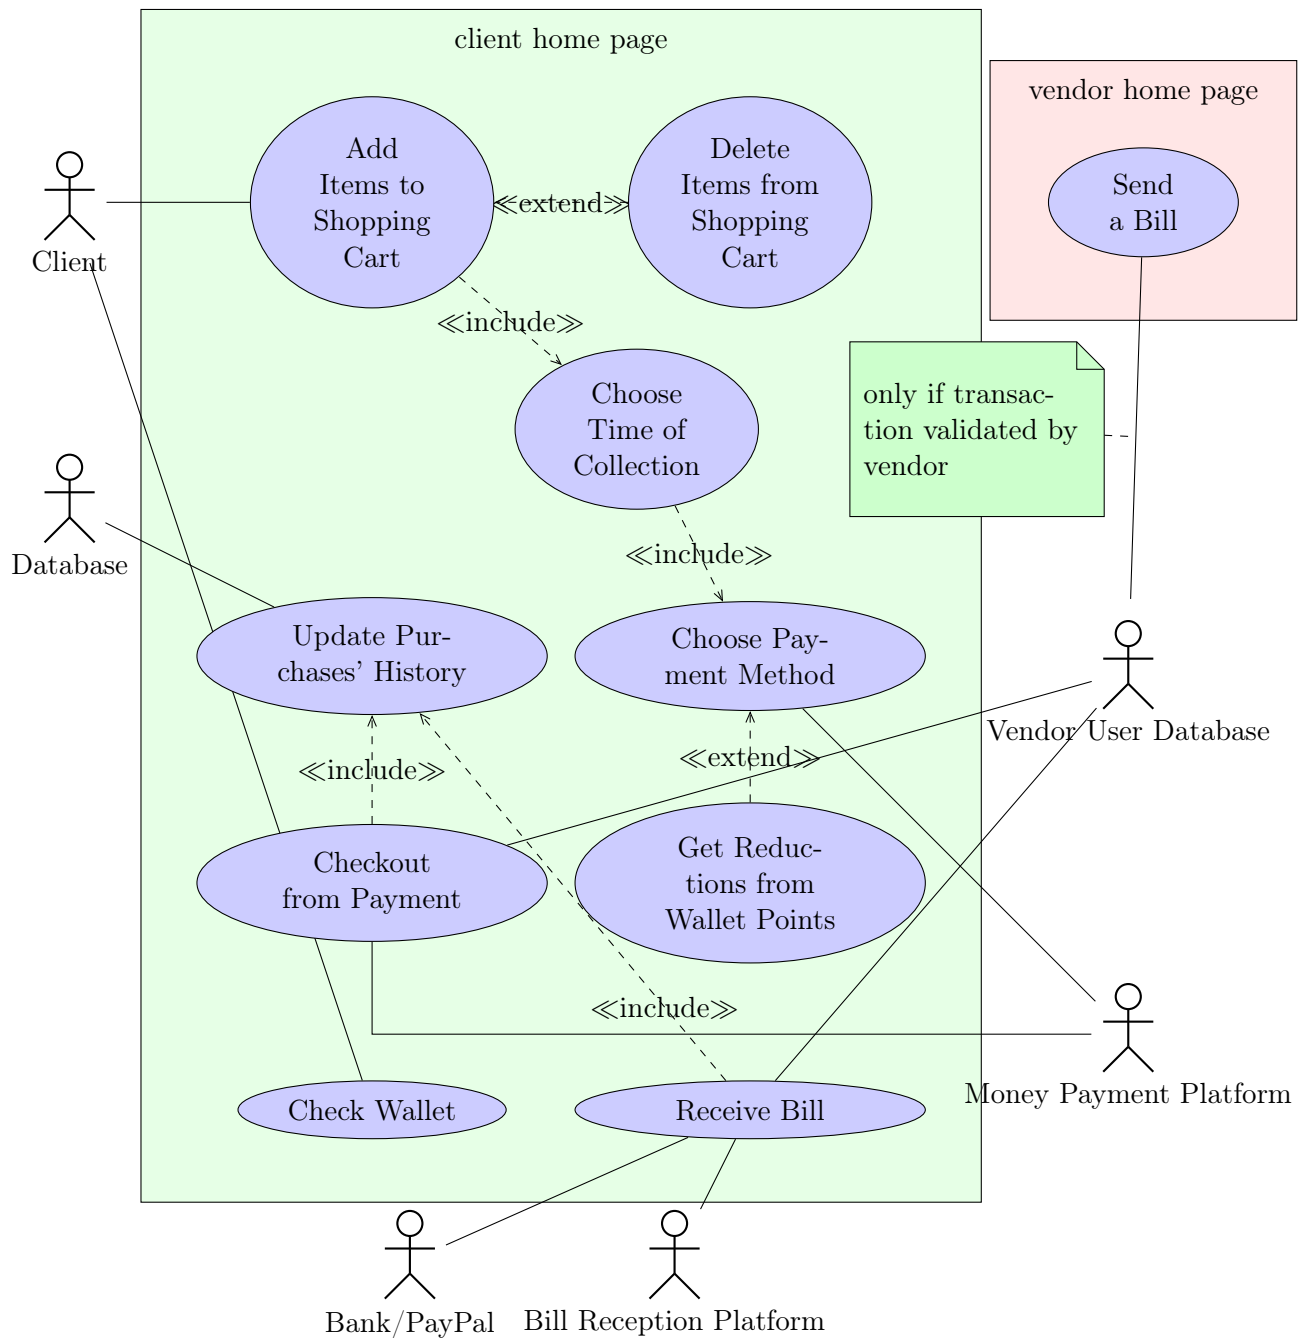 client home page
vendor home page
Add
Items to
Shopping
Cart
Delete
Items from
Shopping
Cart
Send
a Bill
≪extend≫
Client
≪include≫
Choose
Time of
Collection
only if transac-
tion validated by
vendor
Database
≪include≫
Update Pur-
chases’ History
Choose Pay-
ment Method
Vendor User Database
≪include≫
≪extend≫
Checkout
from Payment
Get Reduc-
tions from
Wallet Points
≪include≫
Money Payment Platform
Check Wallet
Receive Bill
Bank/PayPal
Bill Reception Platform